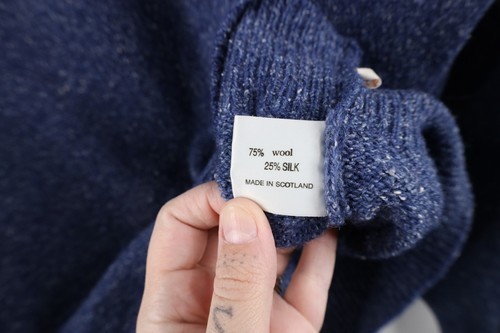 75% wool
25% SILK
MADE IN SCOTLAND